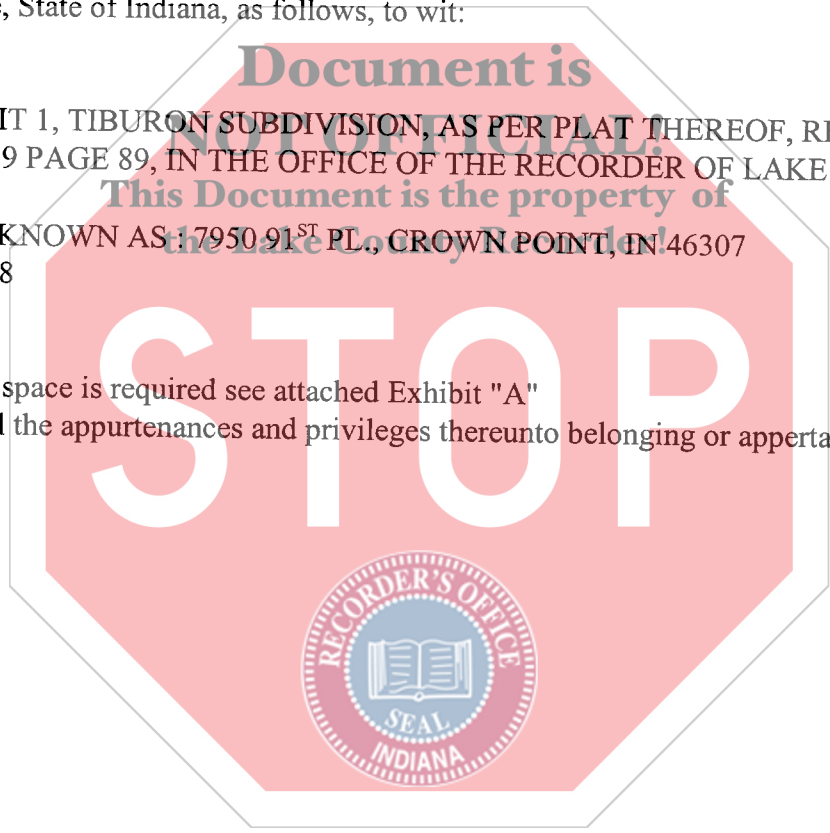 , State of Indiana, as follows, to wit:
Document is
IT 1, TIBURON SUBDIVISION, AS PER PLAT THEREOF,
NOT OFFICIAL!
9 PAGE 89, IN THE OFFICE OF THE RECORDER OF LAKE
This Document is the property of
KNOWN AS : 7950 91ST PL., CROWN POINT, IN 46307
the Lake County Recorder!
8
STOP
space is required see attached Exhibit "A"
the appurtenances and privileges thereunto belonging or apperta
RECORDER'S OFFICE
SEAL
INDIANA